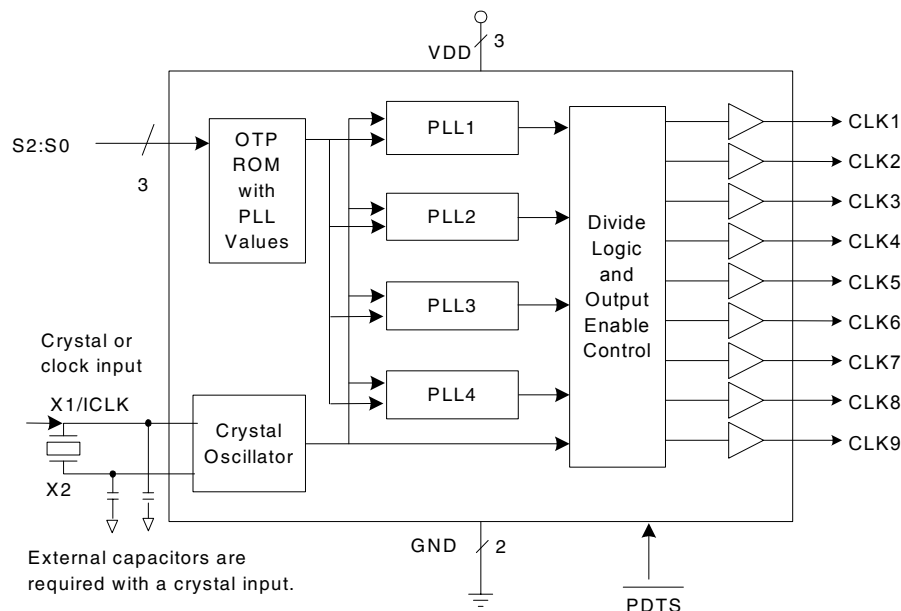 VDD
3
S2:S0
3
OTP
ROM
with
PLL
Values
PLL1
PLL2
PLL3
PLL4
Divide
Logic
and
Output
Enable
Control
CLK1
CLK2
CLK3
CLK4
CLK5
CLK6
CLK7
CLK8
CLK9
Crystal or
clock input
X1/ICLK
X2
Crystal
Oscillator
External capacitors are
required with a crystal input.
GND
2
PDTS